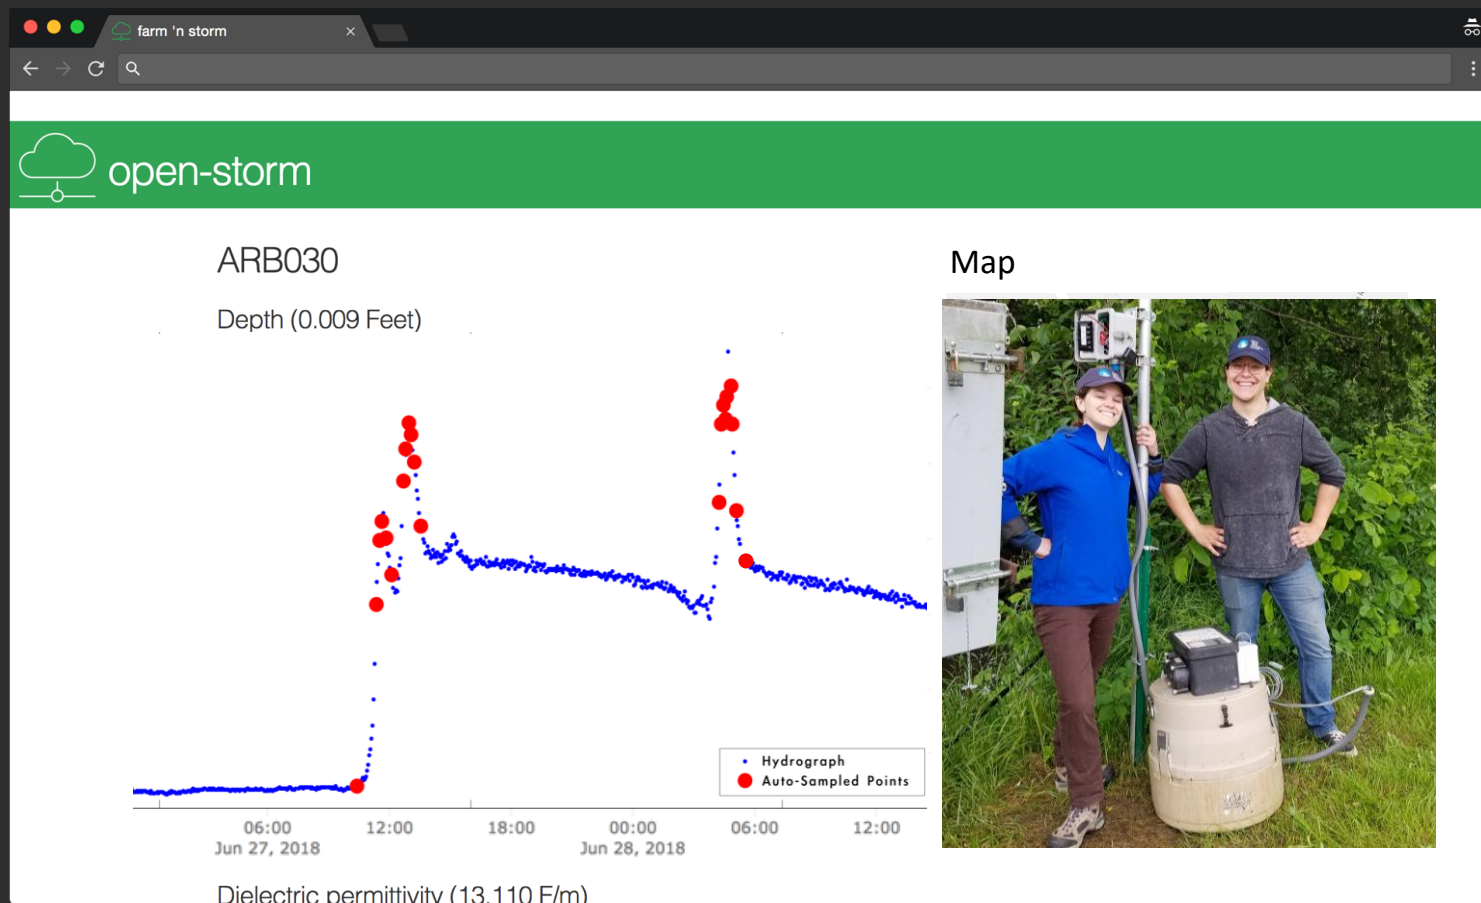 farm 'n storm
open-storm
ARB030
Map
Depth (0.009 Feet)
Hydrograph
Auto-Sampled Points
06:00 12:00 18:00 00:00 06:00 12:00
Jun 27, 2018 Jun 28, 2018
Dielectric permittivity (13.110 F/m)